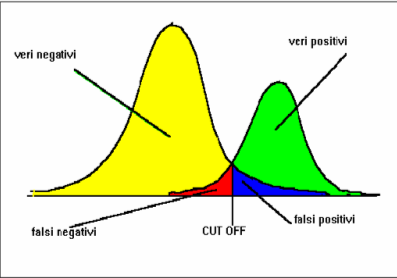 veri positivi
veri negativi
falsi negativi
CUT OFF
falsi positivi